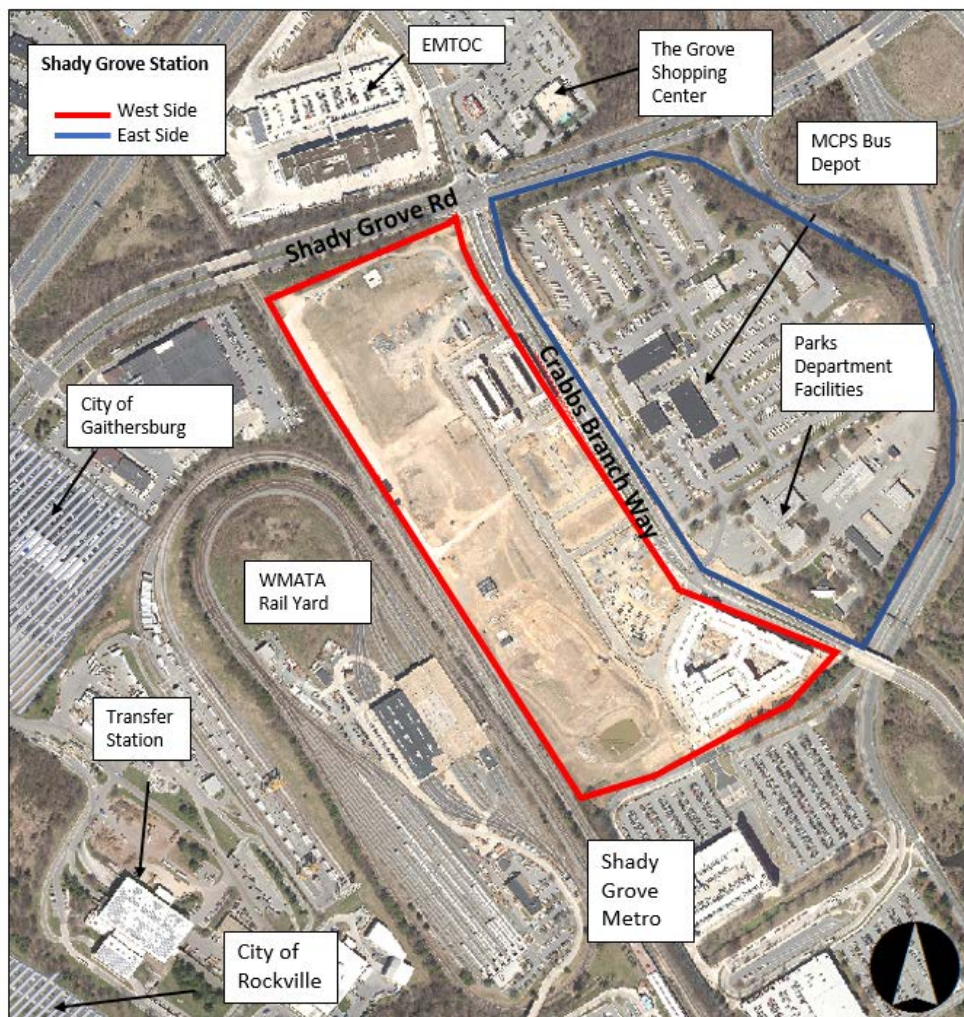 Shady Grove Station
West Side
East Side
EMTOC
The Grove
Shopping
Center
MCPS Bus
Depot
Shady Grove Rd
Crabbs Branch Way
Parks
Department
Facilities
City of
Gaithersburg
WMATA
Rail Yard
Transfer
Station
Shady
Grove
Metro
City of
Rockville